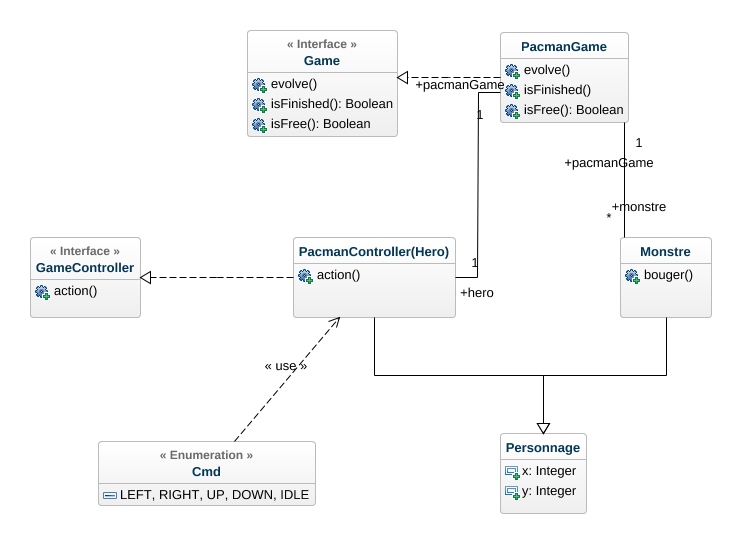 « Interface »
Game
evolve()
isFinished(): Boolean
isFree(): Boolean
PacmanGame
evolve()
isFinished()
isFree(): Boolean
+pacmanGame
1
1
+pacmanGame
+monstre
*
« Interface »
GameController
action()
PacmanController(Hero)
action()
1
+hero
Monstre
bouger()
« use »
« Enumeration »
Cmd
LEFT, RIGHT, UP, DOWN, IDLE
Personnage
x: Integer
y: Integer